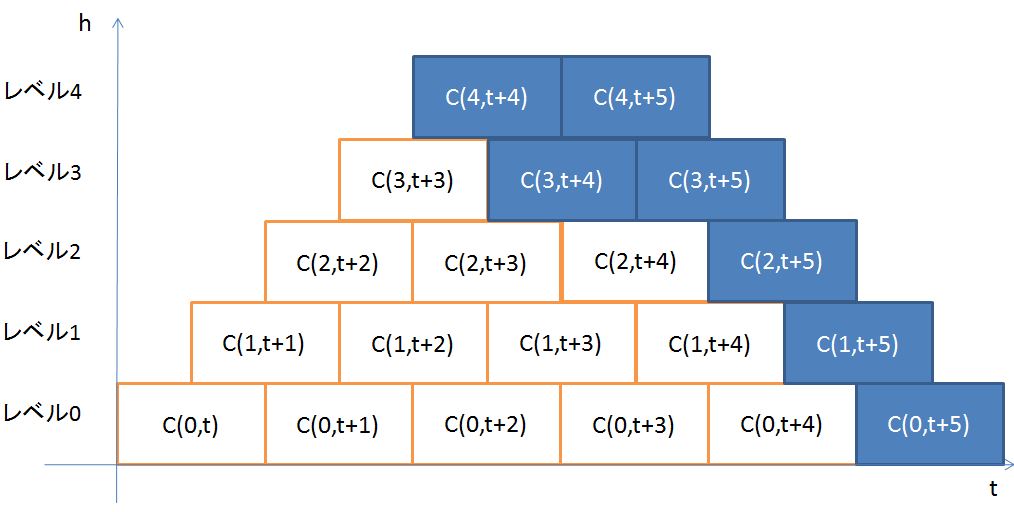 h
レベル4
C(4,t+4) C(4,t+5)
レベル3
C(3,t+3) C(3,t+4) C(3,t+5)
レベル2
C(2,t+2) C(2,t+3) C(2,t+4) C(2,t+5)
レベル1
C(1,t+1) C(1,t+2) C(1,t+3) C(1,t+4) C(1,t+5)
レベル0
C(0,t) C(0,t+1) C(0,t+2) C(0,t+3) C(0,t+4) C(0,t+5)
t